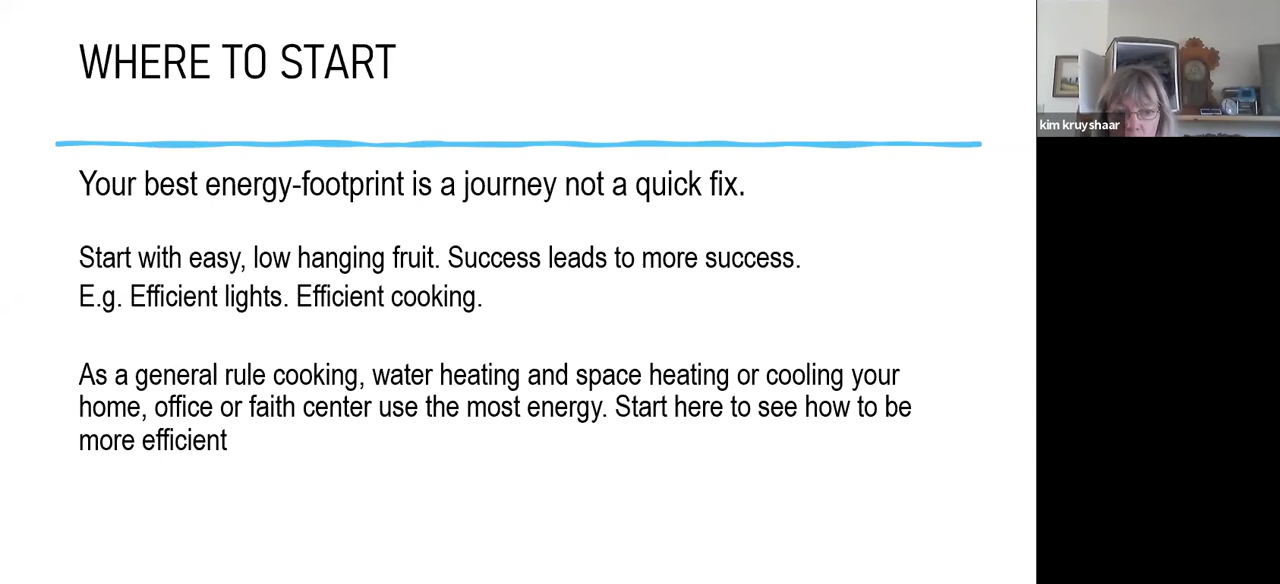 WHERE TO START
Your best energy-footprint is a journey not a quick fix.
Start with easy, low hanging fruit. Success leads to more success.
E.g. Efficient lights. Efficient cooking.
As a general rule cooking, water heating and space heating or cooling your
home, office or faith center use the most energy. Start here to see how to be
more efficient
kim kruyshaar